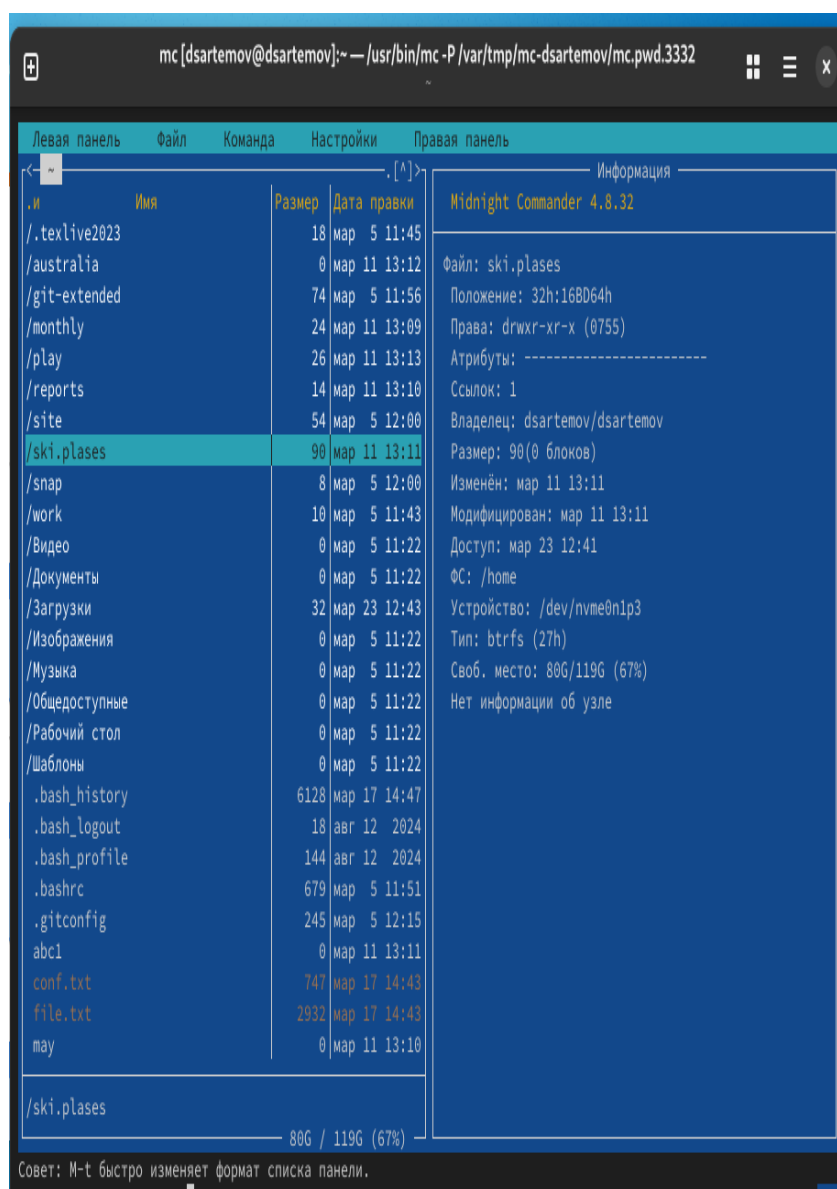 mc [dsartemov@dsartemov]:~ — /usr/bin/mc -P /var/tmp/mc-dsartemov/mc.pwd.3332
~
Левая панель Файл Команда Настройки Правая панель
<- ~ .[^]>
.и Имя Размер Дата правки
/.texlive2023 18 мар 5 11:45
/australia 0 мар 11 13:12
/git-extended 74 мар 5 11:56
/monthly 24 мар 11 13:09
/play 26 мар 11 13:13
/reports 14 мар 11 13:10
/site 54 мар 5 12:00
/ski.plases 90 мар 11 13:11
/snap 8 мар 5 12:00
/work 10 мар 5 11:43
/Видео 0 мар 5 11:22
/Документы 0 мар 5 11:22
/Загрузки 32 мар 23 12:43
/Изображения 0 мар 5 11:22
/Музыка 0 мар 5 11:22
/Общедоступные 0 мар 5 11:22
/Рабочий стол 0 мар 5 11:22
/Шаблоны 0 мар 5 11:22
.bash_history 6128 мар 17 14:47
.bash_logout 18 авг 12 2024
.bash_profile 144 авг 12 2024
.bashrc 679 мар 5 11:51
.gitconfig 245 мар 5 12:15
abc1 0 мар 11 13:11
conf.txt 747 мар 17 14:43
file.txt 2932 мар 17 14:43
may 0 мар 11 13:10
/ski.plases
80G / 119G (67%)
Информация
Midnight Commander 4.8.32
Файл: ski.plases
Положение: 32h:16BD64h
Права: drwxr-xr-x (0755)
Атрибуты: -------------------------
Ссылок: 1
Владелец: dsartemov/dsartemov
Размер: 90(0 блоков)
Изменён: мар 11 13:11
Модифицирован: мар 11 13:11
Доступ: мар 23 12:41
ФС: /home
Устройство: /dev/nvme0n1p3
Тип: btrfs (27h)
Своб. место: 80G/119G (67%)
Нет информации об узле
Совет: M-t быстро изменяет формат списка панели.